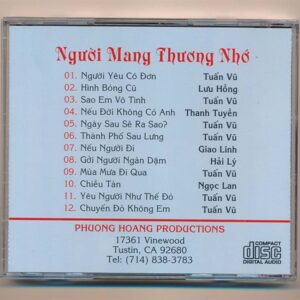 Người Mang Thương Nhớ
01. Người Yêu Cô Đơn Tuấn Vũ
02. Hình Bóng Cũ Lưu Hồng
03. Sao Em Vô Tình Tuấn Vũ
04. Nếu Đời Không Có Anh Thanh Tuyền
05. Ngày Sau Sẽ Ra Sao? Tuấn Vũ
06. Thành Phố Sau Lưng Tuấn Vũ
07. Nếu Người Đi Giao Linh
08. Gởi Người Ngàn Dặm Hải Lý
09. Mùa Mưa Đi Qua Tuấn Vũ
10. Chiều Tàn Ngọc Lan
11. Yêu Người Như Thế Đó Tuấn Vũ
12. Chuyến Đò Không Em Tuấn Vũ
PHUONG HOANG PRODUCTIONS
17361 Vinewood
Tustin, CA 92680
Tel: (714) 838-3783
COMPACT
disc
DIGITAL AUDIO